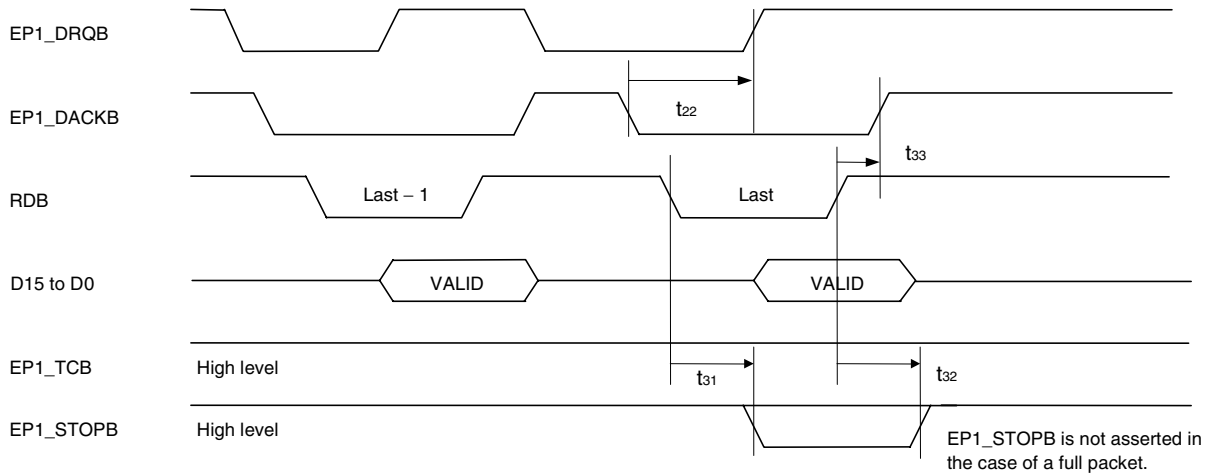 EP1_DRQB
EP1_DACKB
t22
t33
RDB
Last – 1
Last
D15 to D0
VALID
VALID
EP1_TCB
High level
t31
t32
EP1_STOPB
High level
EP1_STOPB is not asserted in
the case of a full packet.